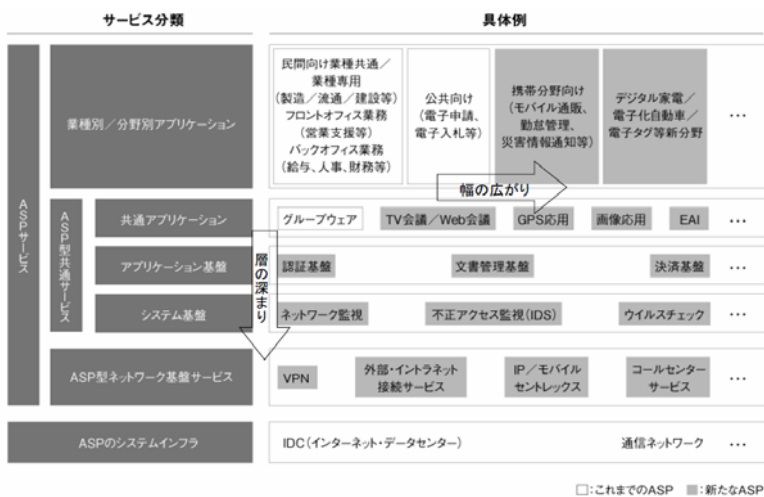 サービス分類
具体例
ASPサービス
業種別／分野別アプリケーション
民間向け業種共通／
業種専用
(製造／流通／建設等)
フロントオフィス業務
(営業支援等)
バックオフィス業務
(給与、人事、財務等)
公共向け
(電子申請、
電子入札等)
携帯分野向け
(モバイル通販、
勤怠管理、
災害情報通知等)
デジタル家電／
電子化自動車／
電子タグ等新分野
…
幅の広がり
ASP型共通サービス
共通アプリケーション
グループウェア
TV会議／Web会議
GPS応用
画像応用
EAI
…
層の深まり
アプリケーション基盤
認証基盤
文書管理基盤
決済基盤
…
システム基盤
ネットワーク監視
不正アクセス監視(IDS)
ウイルスチェック
…
ASP型ネットワーク基盤サービス
VPN
外部・イントラネット
接続サービス
IP／モバイル
セントレックス
コールセンター
サービス
…
ASPのシステムインフラ
IDC(インターネット・データセンター)
通信ネットワーク
…
□：これまでのASP ■：新たなASP